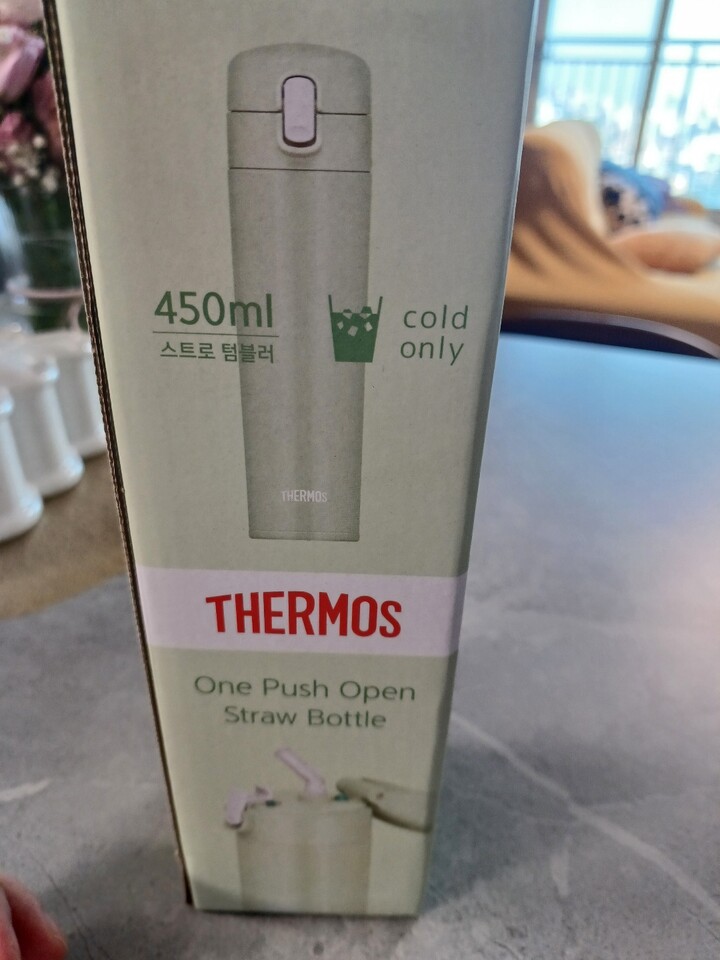 450ml
스트로 텀블러
cold
only
THERMOS
THERMOS
One Push Open
Straw Bottle